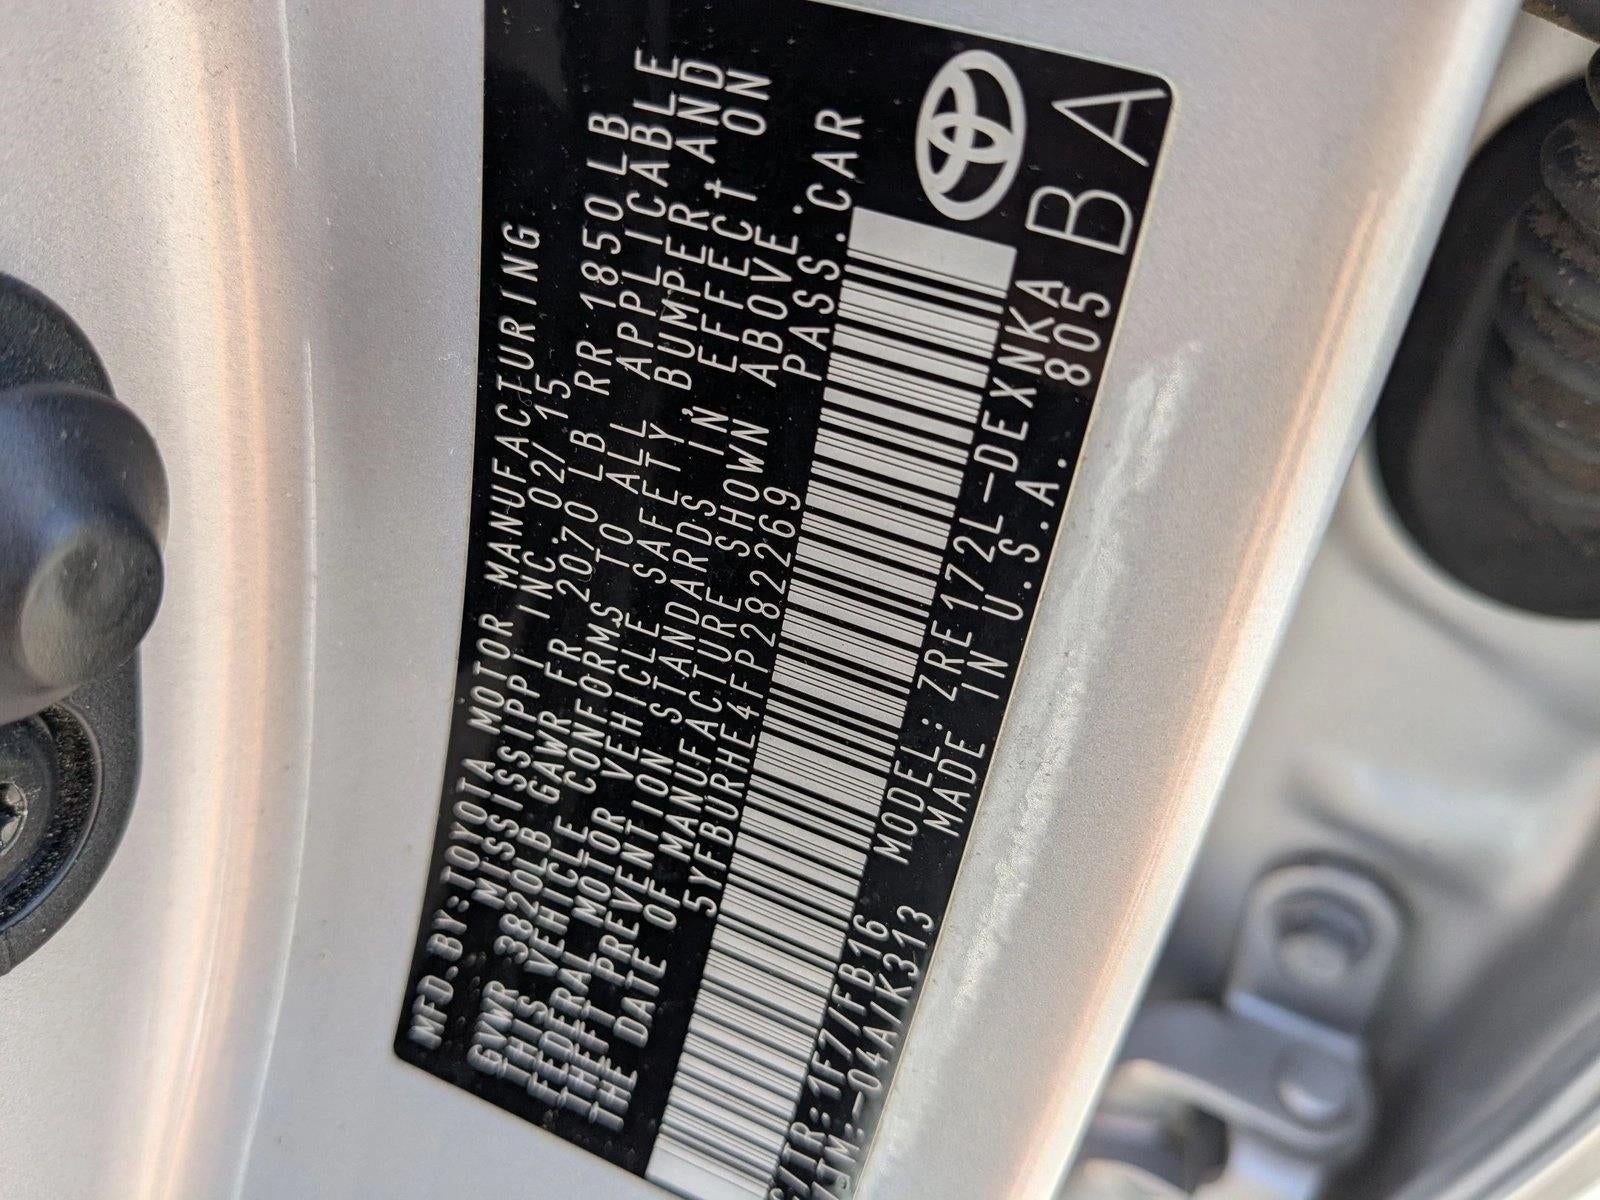 MFD.BY:TOYOTA MOTOR MANUFACTURING
MISSISSIPPI INC. 02/15
GVWR 3820LB GAWR FR 2070LB RR 1850LB
THIS VEHICLE CONFORMS TO ALL APPLICABLE
FEDERAL MOTOR VEHICLE SAFETY, BUMPER, AND
THEFT PREVENTION STANDARDS IN EFFECT ON
THE DATE OF MANUFACTURE SHOWN ABOVE.
5YFBURHE4FP282269 PASS.CAR
C/TR:1F7/FB16 MODEL:ZRE172L-DEXNKA
/TM:-04A/K313 MADE IN U.S.A. 805
BA